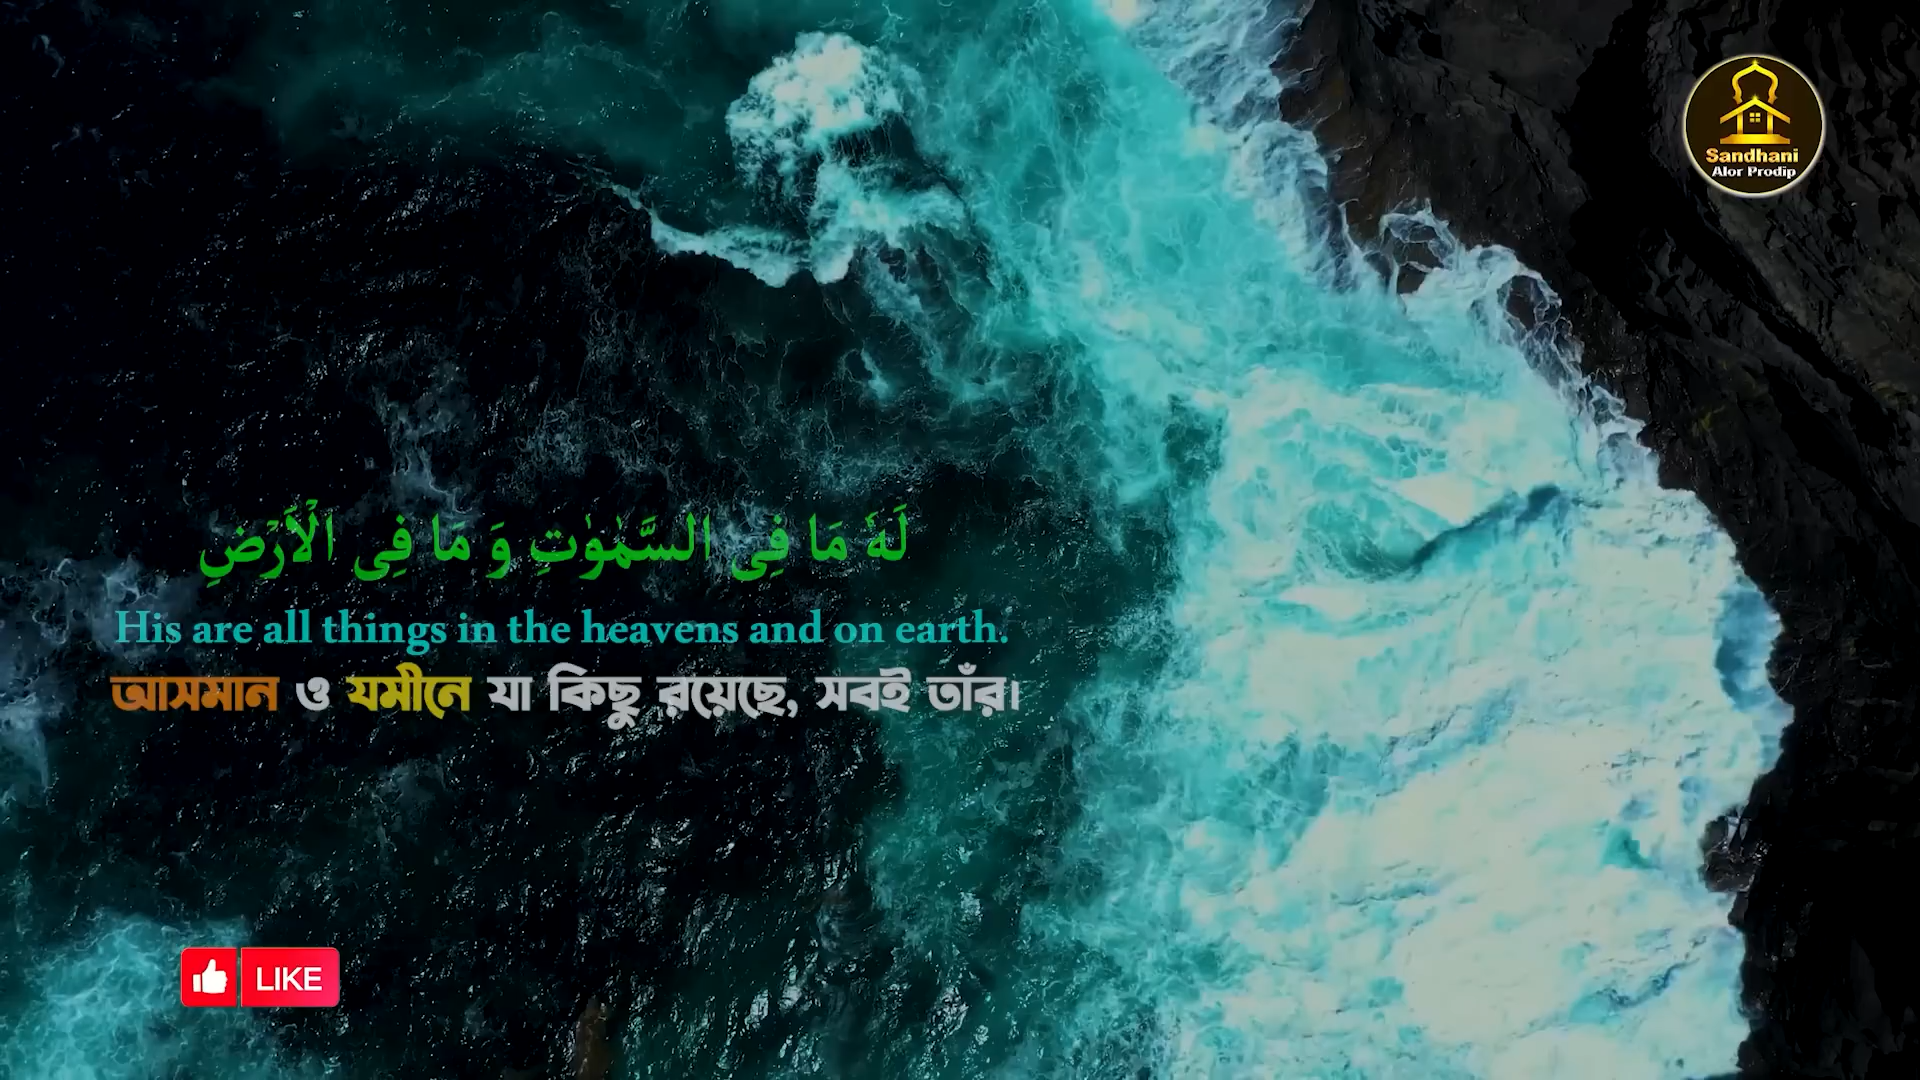 Sandhani
Alor Prodip
لَهٗ مَا فِی السَّمٰوٰتِ وَ مَا فِی الْاَرْضِ
His are all things in the heavens and on earth.
আসমান ও যমীনে যা কিছু রয়েছে, সবই তাঁর।
LIKE